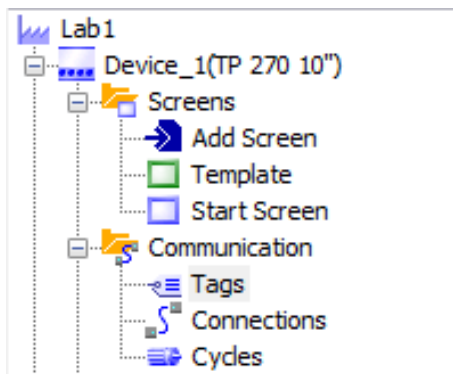 Lab1
Device_1(TP 270 10")
Screens
Add Screen
Template
Start Screen
Communication
Tags
Connections
Cycles